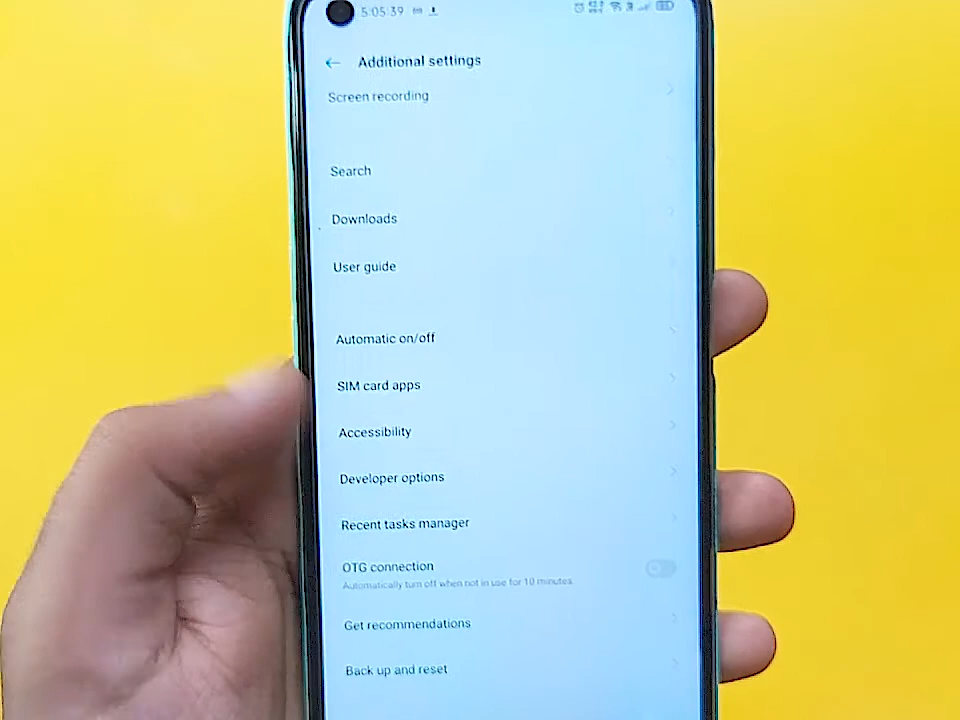 5:05:39
Additional settings
Screen recording
Search
Downloads
User guide
Automatic on/off
SIM card apps
Accessibility
Developer options
Recent tasks manager
OTG connection
Automatically turn off when not in use for 10 minutes.
Get recommendations
Back up and reset